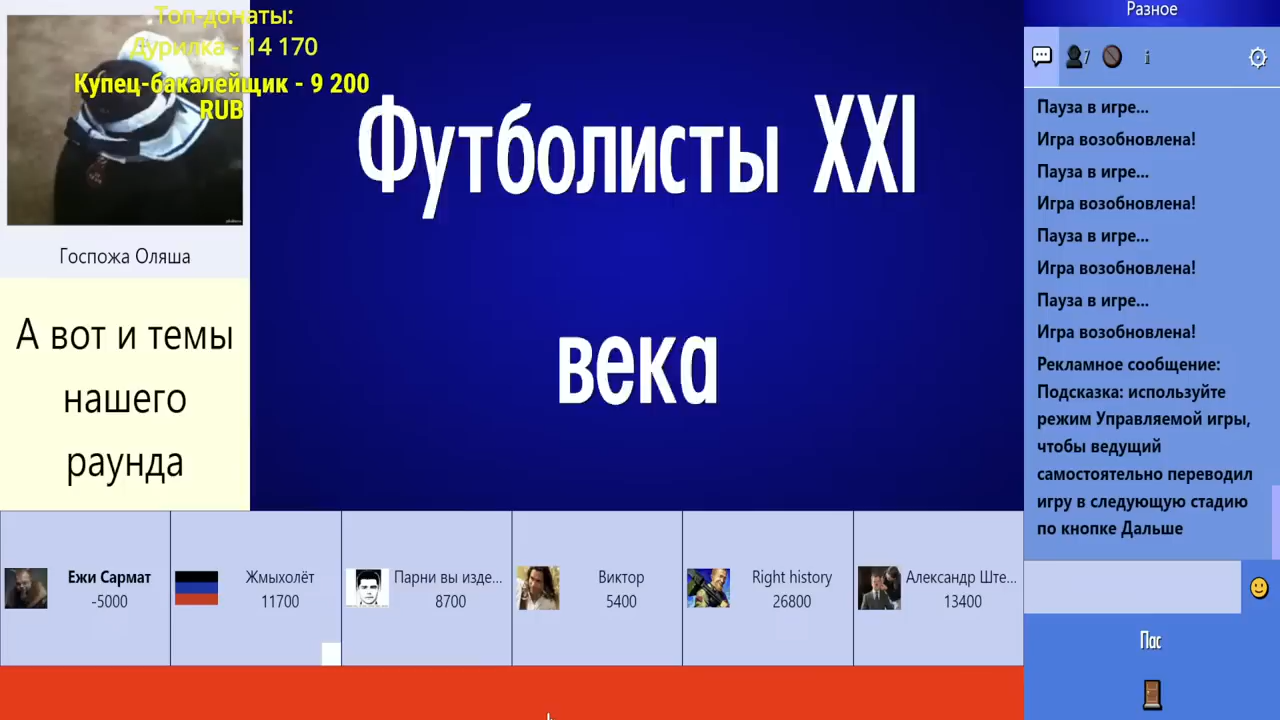 Топ-донаты:
Дурилка - 14 170
Купец-бакалейщик - 9 200
RUB
Госпожа Оляша
А вот и темы
нашего
раунда
Футболисты XXI
века
Разное
7
i
Пауза в игре...
Игра возобновлена!
Пауза в игре...
Игра возобновлена!
Пауза в игре...
Игра возобновлена!
Пауза в игре...
Игра возобновлена!
Рекламное сообщение:
Подсказка: используйте
режим Управляемой игры,
чтобы ведущий
самостоятельно переводил
игру в следующую стадию
по кнопке Дальше
Пас
Ежи Сармат
-5000
Жмыхолёт
11700
Парни вы изде...
8700
Виктор
5400
Right history
26800
Александр Ште...
13400